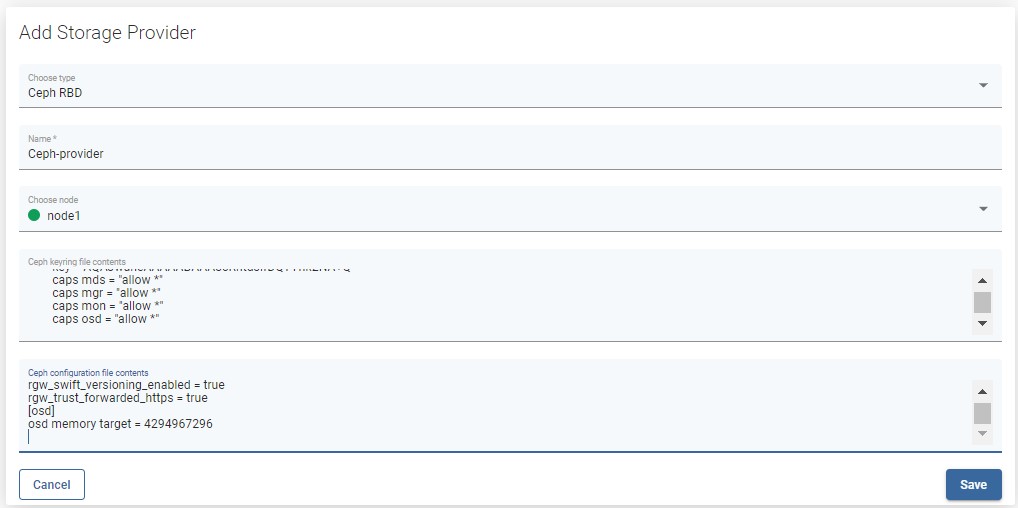 Add Storage Provider
Choose type
Ceph RBD
Name *
Ceph-provider
Choose node
node1
Ceph keyring file contents
caps mds = "allow *"
caps mgr = "allow *"
caps mon = "allow *"
caps osd = "allow *"
Ceph configuration file contents
rgw_swift_versioning_enabled = true
rgw_trust_forwarded_https = true
[osd]
osd memory target = 4294967296
Cancel
Save